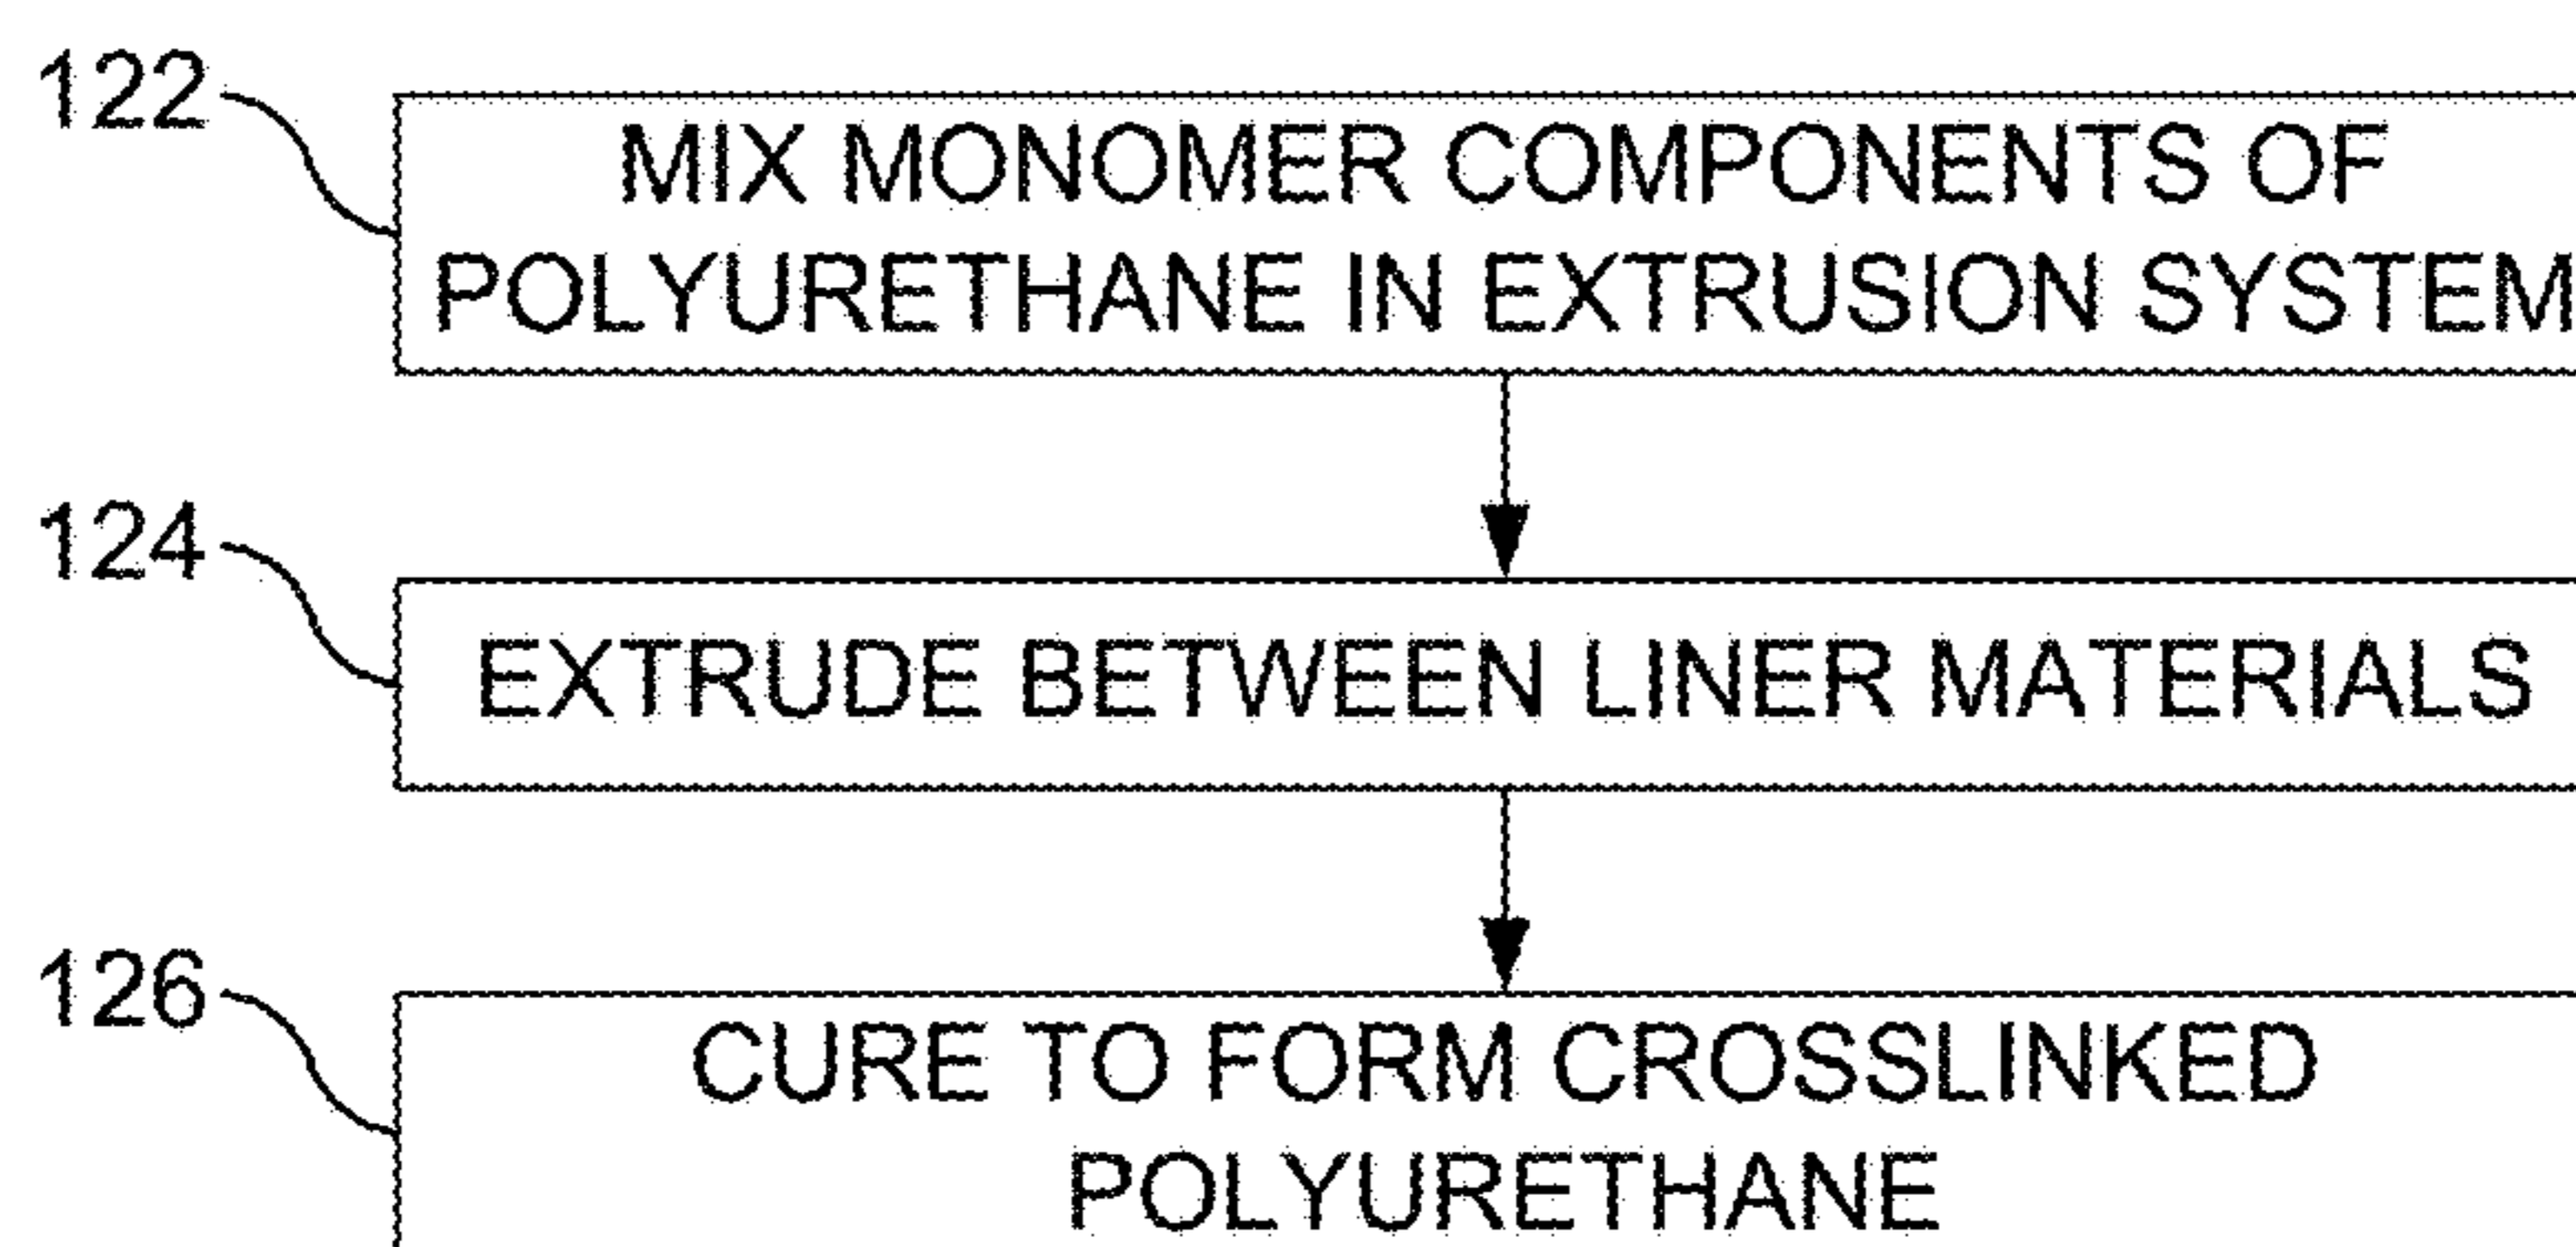 122
MIX MONOMER COMPONENTS OF
POLYURETHANE IN EXTRUSION SYSTEM
124
EXTRUDE BETWEEN LINER MATERIALS
126
CURE TO FORM CROSSLINKED
POLYURETHANE